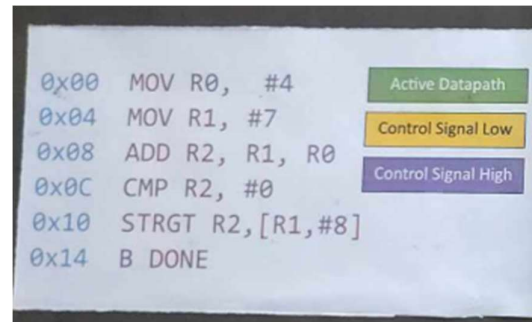 0x00 MOV R0, #4
0x04 MOV R1, #7
0x08 ADD R2, R1, R0
0x0C CMP R2, #0
0x10 STRGT R2,[R1,#8]
0x14 B DONE
Active Datapath
Control Signal Low
Control Signal High